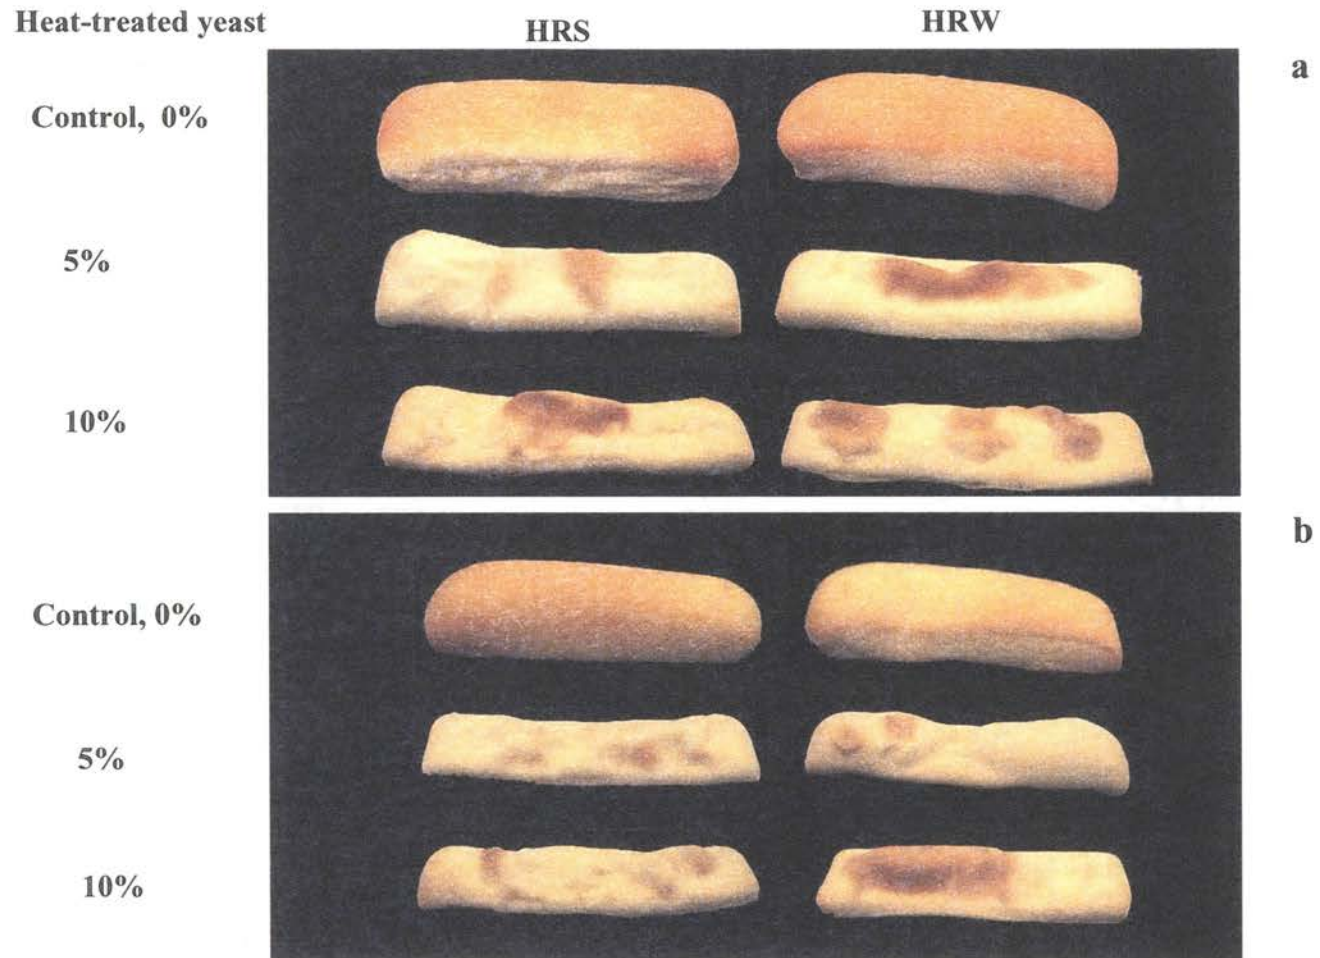 Heat-treated yeast HRS HRW
a
Control, 0%
5%
10%
b
Control, 0%
5%
10%